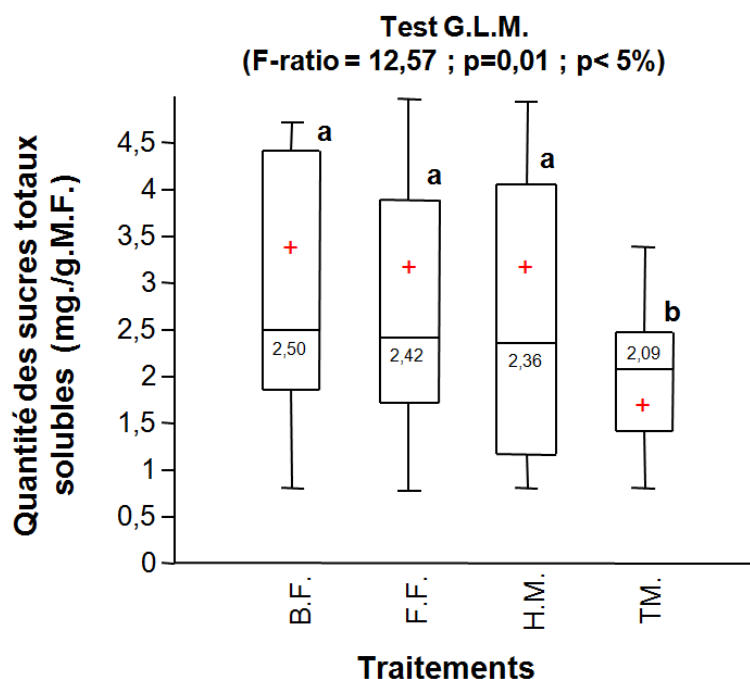 Test G.L.M.
(F-ratio = 12,57 ; p=0,01 ; p< 5%)
Quantité des sucres totaux
solubles (mg./g.M.F.)
4,5
4
3,5
3
2,5
2
1,5
1
0,5
0
a
a
a
b
2,50
2,42
2,36
2,09
B.F.
F.F.
H.M.
TM.
Traitements